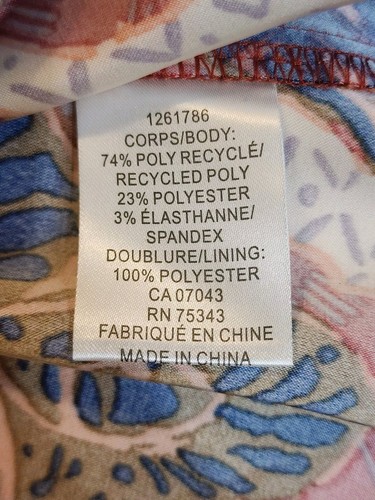 1261786
CORPS/BODY:
74% POLY RECYCLÉ/
RECYCLED POLY
23% POLYESTER
3% ÉLASTHANNE/
SPANDEX
DOUBLURE/LINING:
100% POLYESTER
CA 07043
RN 75343
FABRIQUÉ EN CHINE
MADE IN CHINA